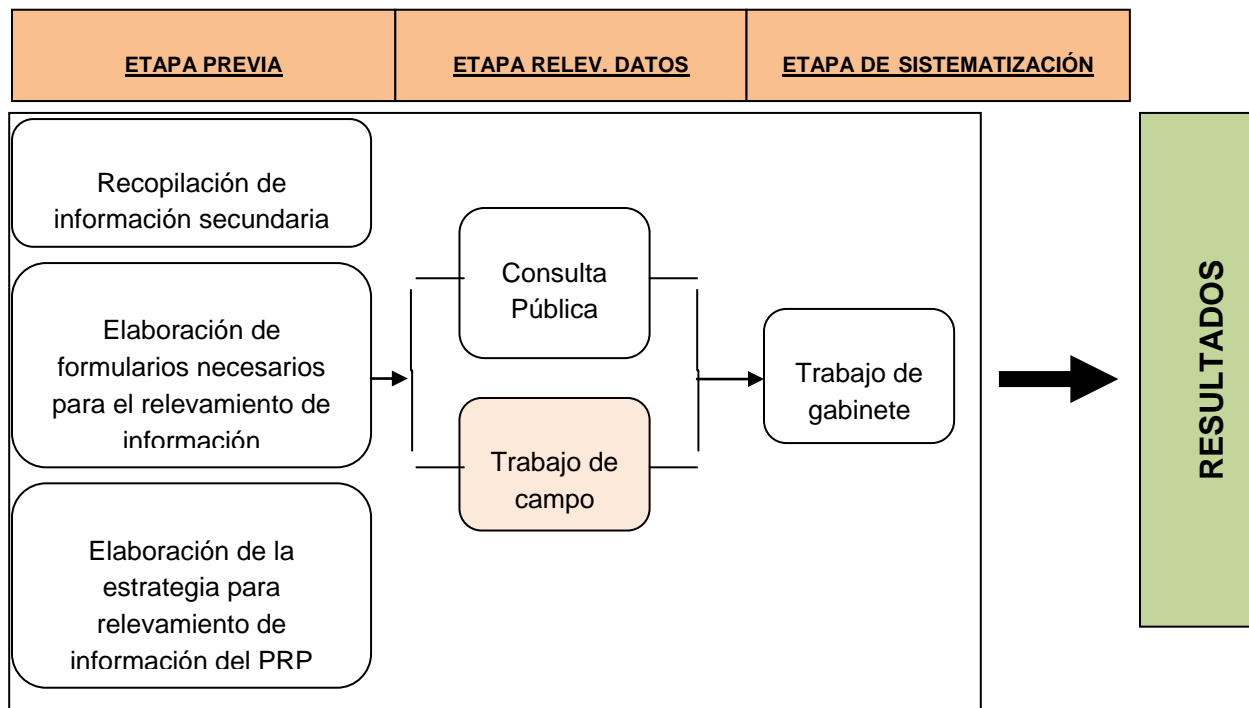 ETAPA PREVIA
ETAPA RELEV. DATOS
ETAPA DE SISTEMATIZACIÓN
Recopilación de
información secundaria
Elaboración de
formularios necesarios
para el relevamiento de
información
Elaboración de la
estrategia para
relevamiento de
información del PRP
Consulta
Pública
Trabajo de
campo
Trabajo de
gabinete
RESULTADOS